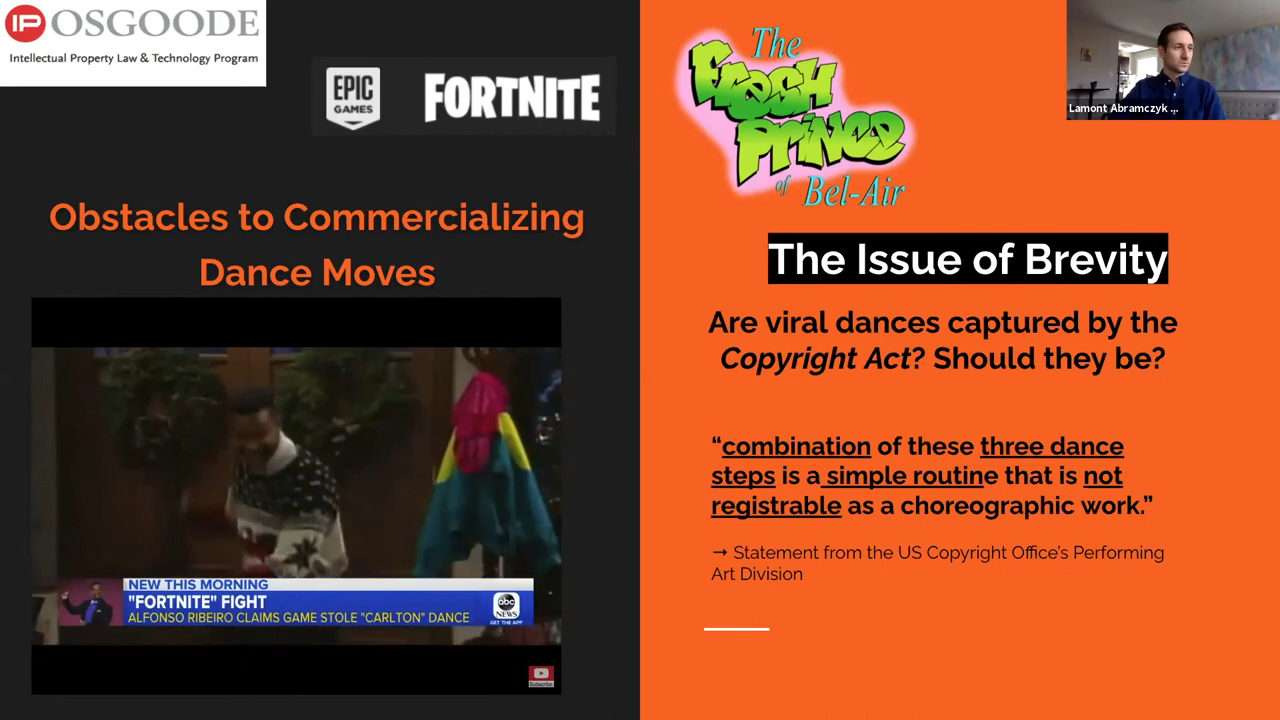 IP OSGOODE
Intellectual Property Law & Technology Program
EPIC
GAMES
FORTNITE
Obstacles to Commercializing
Dance Moves
NEW THIS MORNING
"FORTNITE" FIGHT
ALFONSO RIBEIRO CLAIMS GAME STOLE "CARLTON" DANCE
abc
NEWS
GET THE APP
Subscribe
The
Fresh
Prince
of Bel-Air
Lamont Abramczyk ...
The Issue of Brevity
Are viral dances captured by the
Copyright Act? Should they be?
“combination of these three dance
steps is a simple routine that is not
registrable as a choreographic work.”
→ Statement from the US Copyright Office’s Performing
Art Division